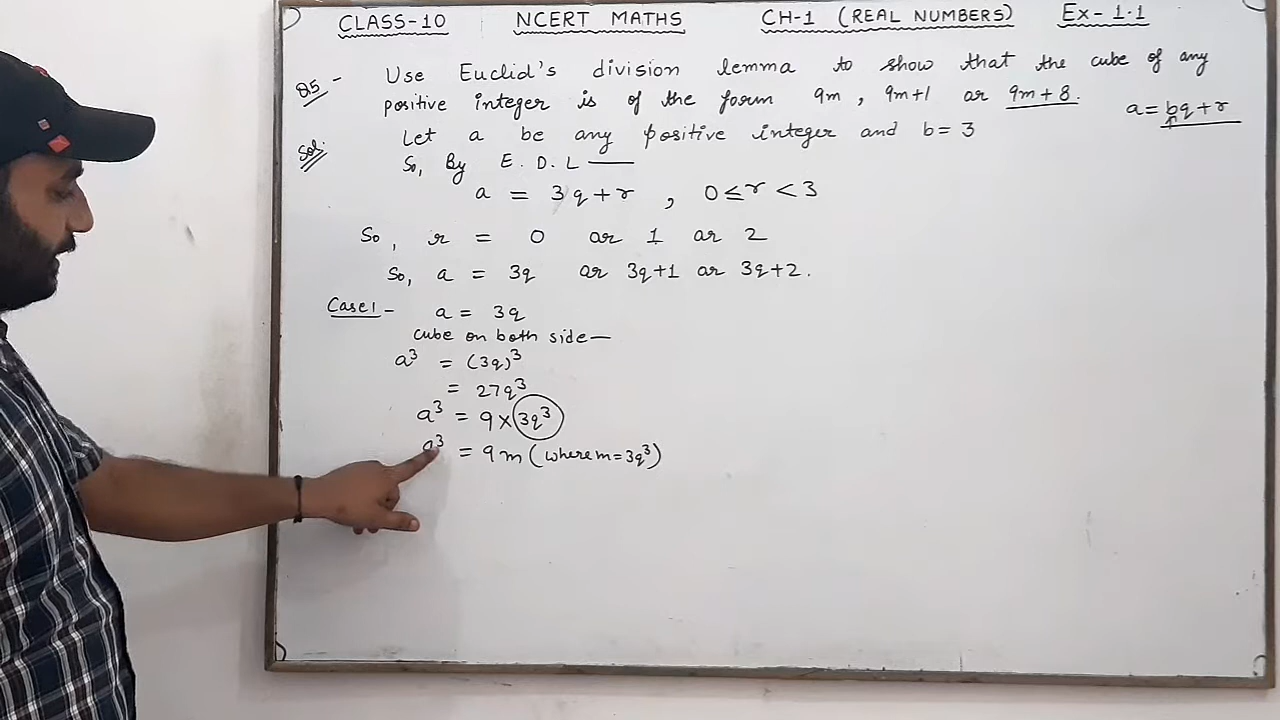 CLASS-10 NCERT MATHS CH-1 (REAL NUMBERS) Ex- 1.1
Q5 - Use Euclid's division lemma to show that the cube of any
positive integer is of the form 9m, 9m+1 or 9m+8.
a = bq+r
Sol: Let a be any positive integer and b = 3
So, By E. D. L —
a = 3q+r , 0≤r<3
So, r = 0 or 1 or 2
So, a = 3q or 3q+1 or 3q+2.
Case1 - a = 3q
cube on both side—
a³ = (3q)³
= 27q³
a³ = 9×3q³
a³ = 9m (where m=3q³)